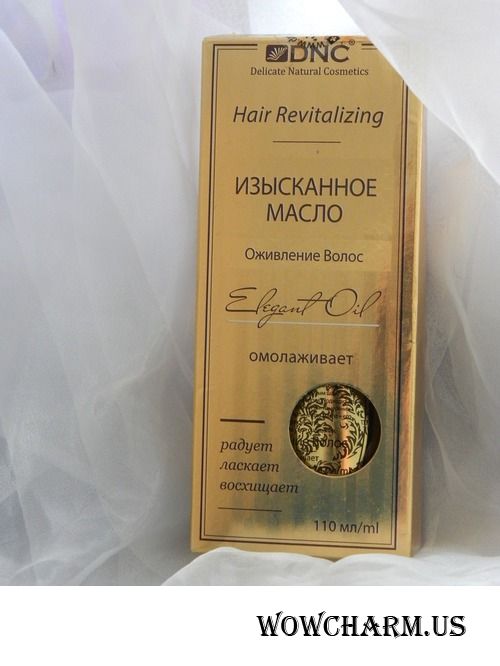 DNC
Delicate Natural Cosmetics
Hair Revitalizing
ИЗЫСКАННОЕ
МАСЛО
Оживление Волос
Elegant Oil
омолаживает
радует
ласкает
восхищает
волос
110 мл/ml
WOWCHARM.US